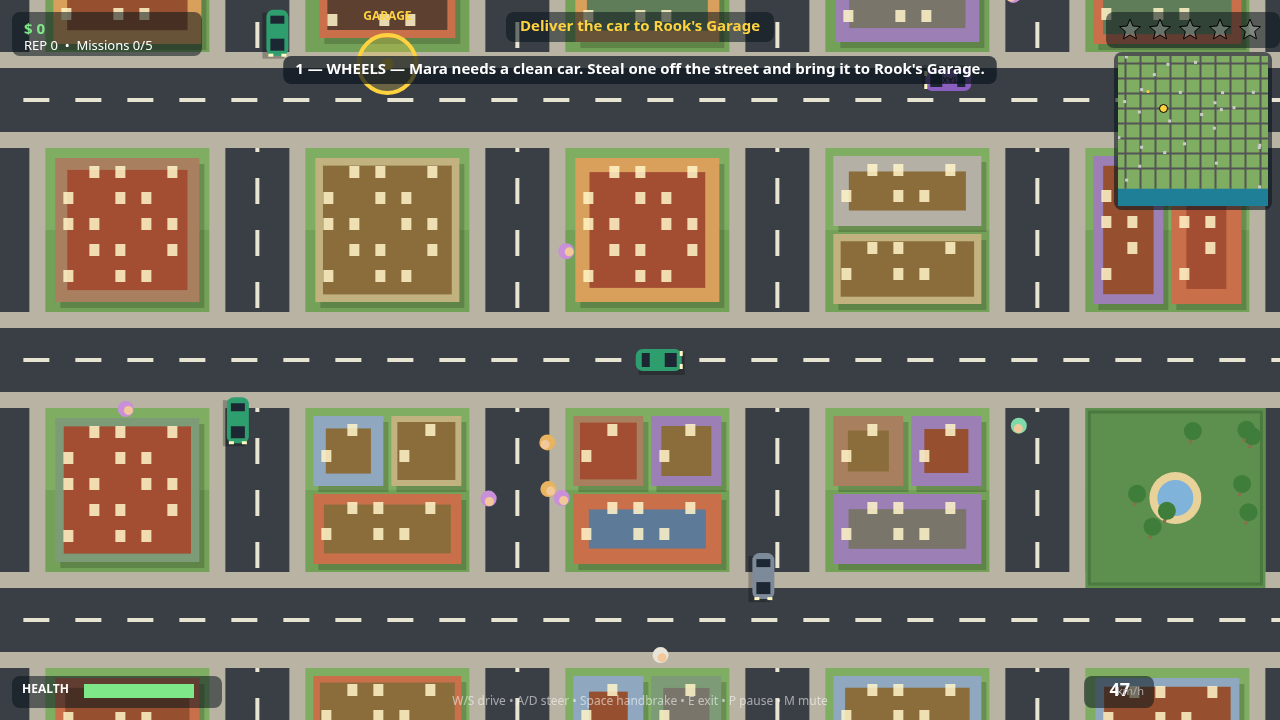 $ 0
REP 0 • Missions 0/5
GARAGE
Deliver the car to Rook's Garage
1 — WHEELS — Mara needs a clean car. Steal one off the street and bring it to Rook's Garage.
HEALTH
W/S drive • A/D steer • Space handbrake • E exit • P pause • M mute
47 km/h